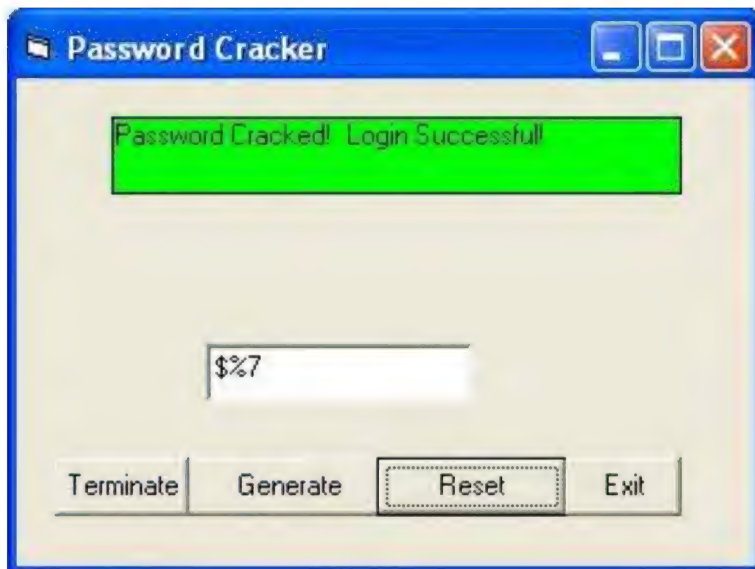 Password Cracker
Password Cracked!  Login Successful!
$%7
Terminate Generate Reset Exit